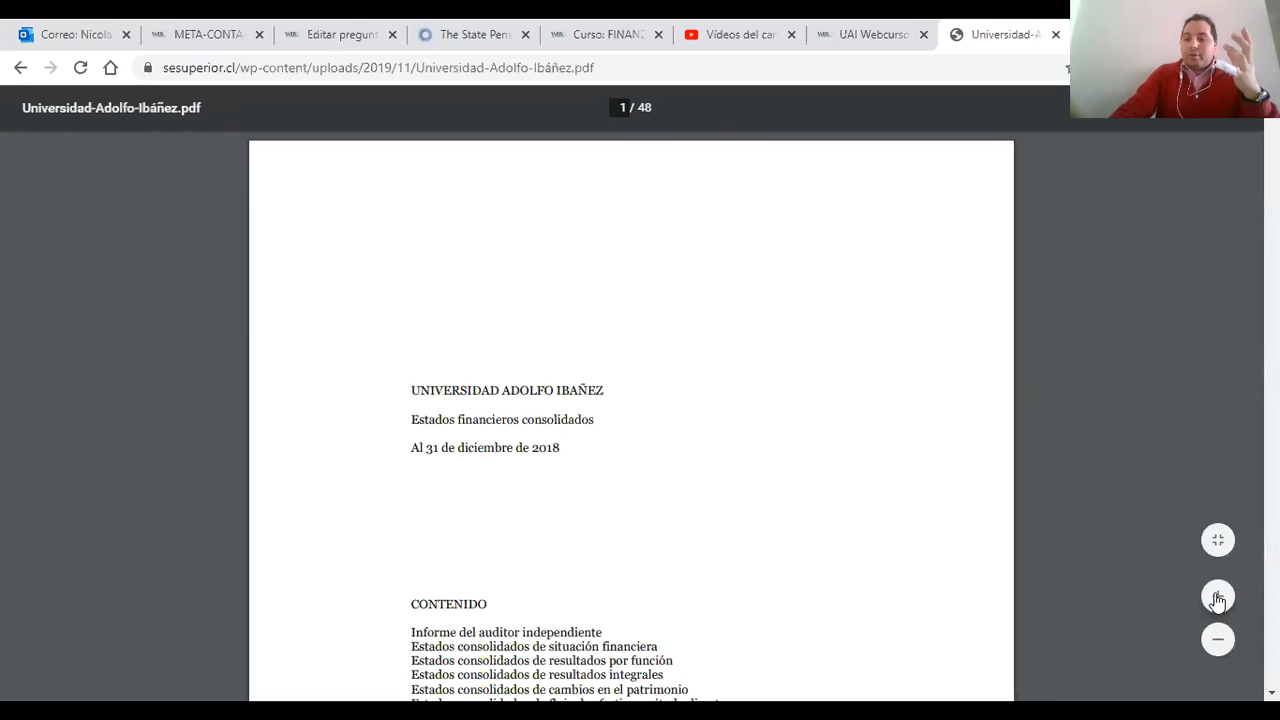 Correo: Nicola
META-CONTA-
Editar pregunt
The State Pen
Curso: FINANZ
Vídeos del car
UAI Webcurso
Universidad-A
sesuperior.cl/wp-content/uploads/2019/11/Universidad-Adolfo-Ibáñez.pdf
Universidad-Adolfo-Ibáñez.pdf
1 / 48
UNIVERSIDAD ADOLFO IBAÑEZ
Estados financieros consolidados
Al 31 de diciembre de 2018
CONTENIDO
Informe del auditor independiente
Estados consolidados de situación financiera
Estados consolidados de resultados por función
Estados consolidados de resultados integrales
Estados consolidados de cambios en el patrimonio